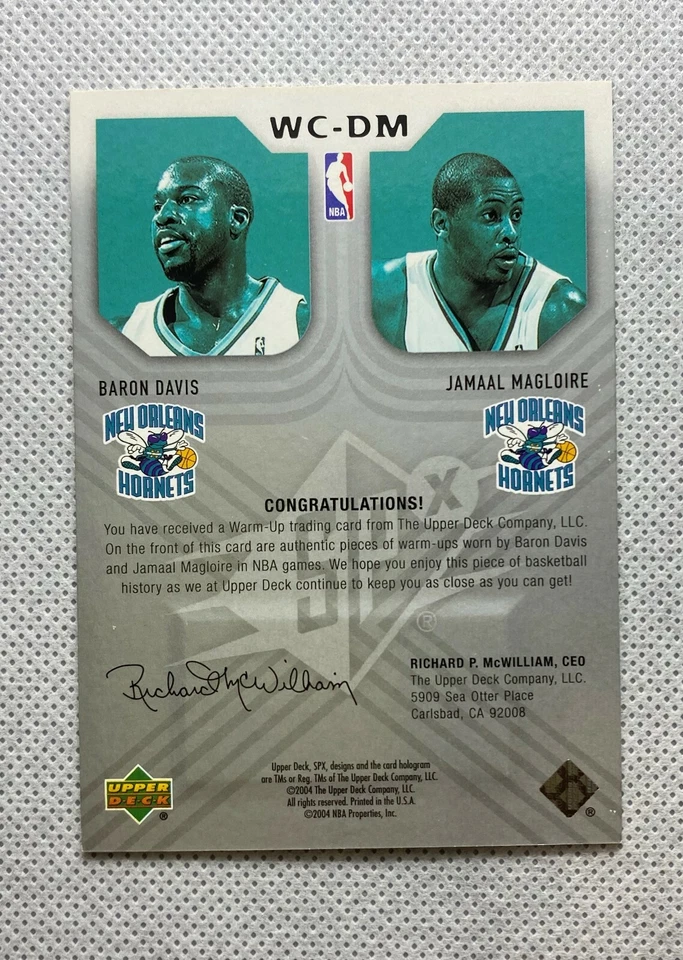 WC-DM
NBA
BARON DAVIS
NEW ORLEANS
HORNETS
JAMAAL MAGLOIRE
NEW ORLEANS
HORNETS
X
CONGRATULATIONS!
You have received a Warm-Up trading card from The Upper Deck Company, LLC.
On the front of this card are authentic pieces of warm-ups worn by Baron Davis
and Jamaal Magloire in NBA games. We hope you enjoy this piece of basketball
history as we at Upper Deck continue to keep you as close as you can get!
®
Richard P. McWilliam
RICHARD P. McWILLIAM, CEO
The Upper Deck Company, LLC.
5909 Sea Otter Place
Carlsbad, CA 92008
UPPER
DECK
®
Upper Deck, SPX, designs and the card hologram
are TMs or Reg. TMs of The Upper Deck Company, LLC.
©2004 The Upper Deck Company, LLC.
All rights reserved. Printed in the U.S.A.
©2004 NBA Properties, Inc.
®